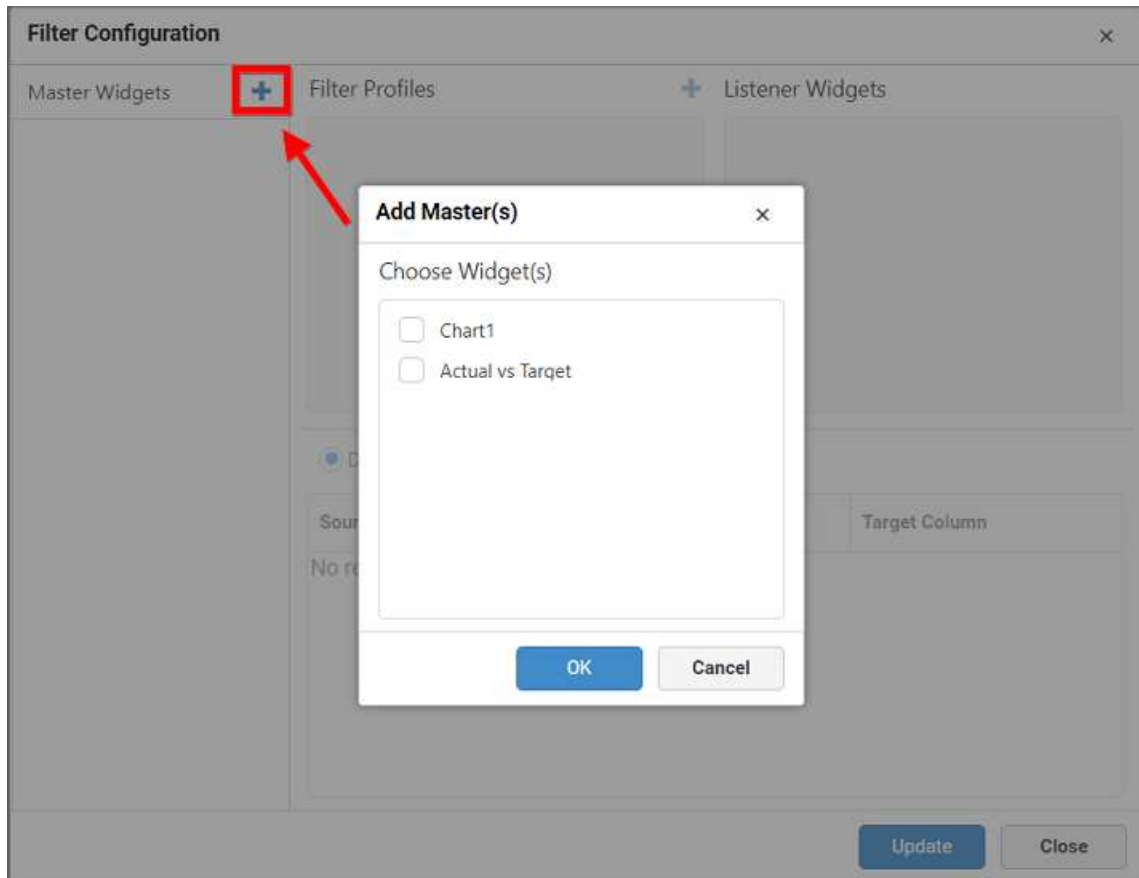 Filter Configuration
Master Widgets
Filter Profiles
Listener Widgets
Add Master(s)
Choose Widget(s)
Chart1
Actual vs Target
Target Column
OK
Cancel
Update
Close